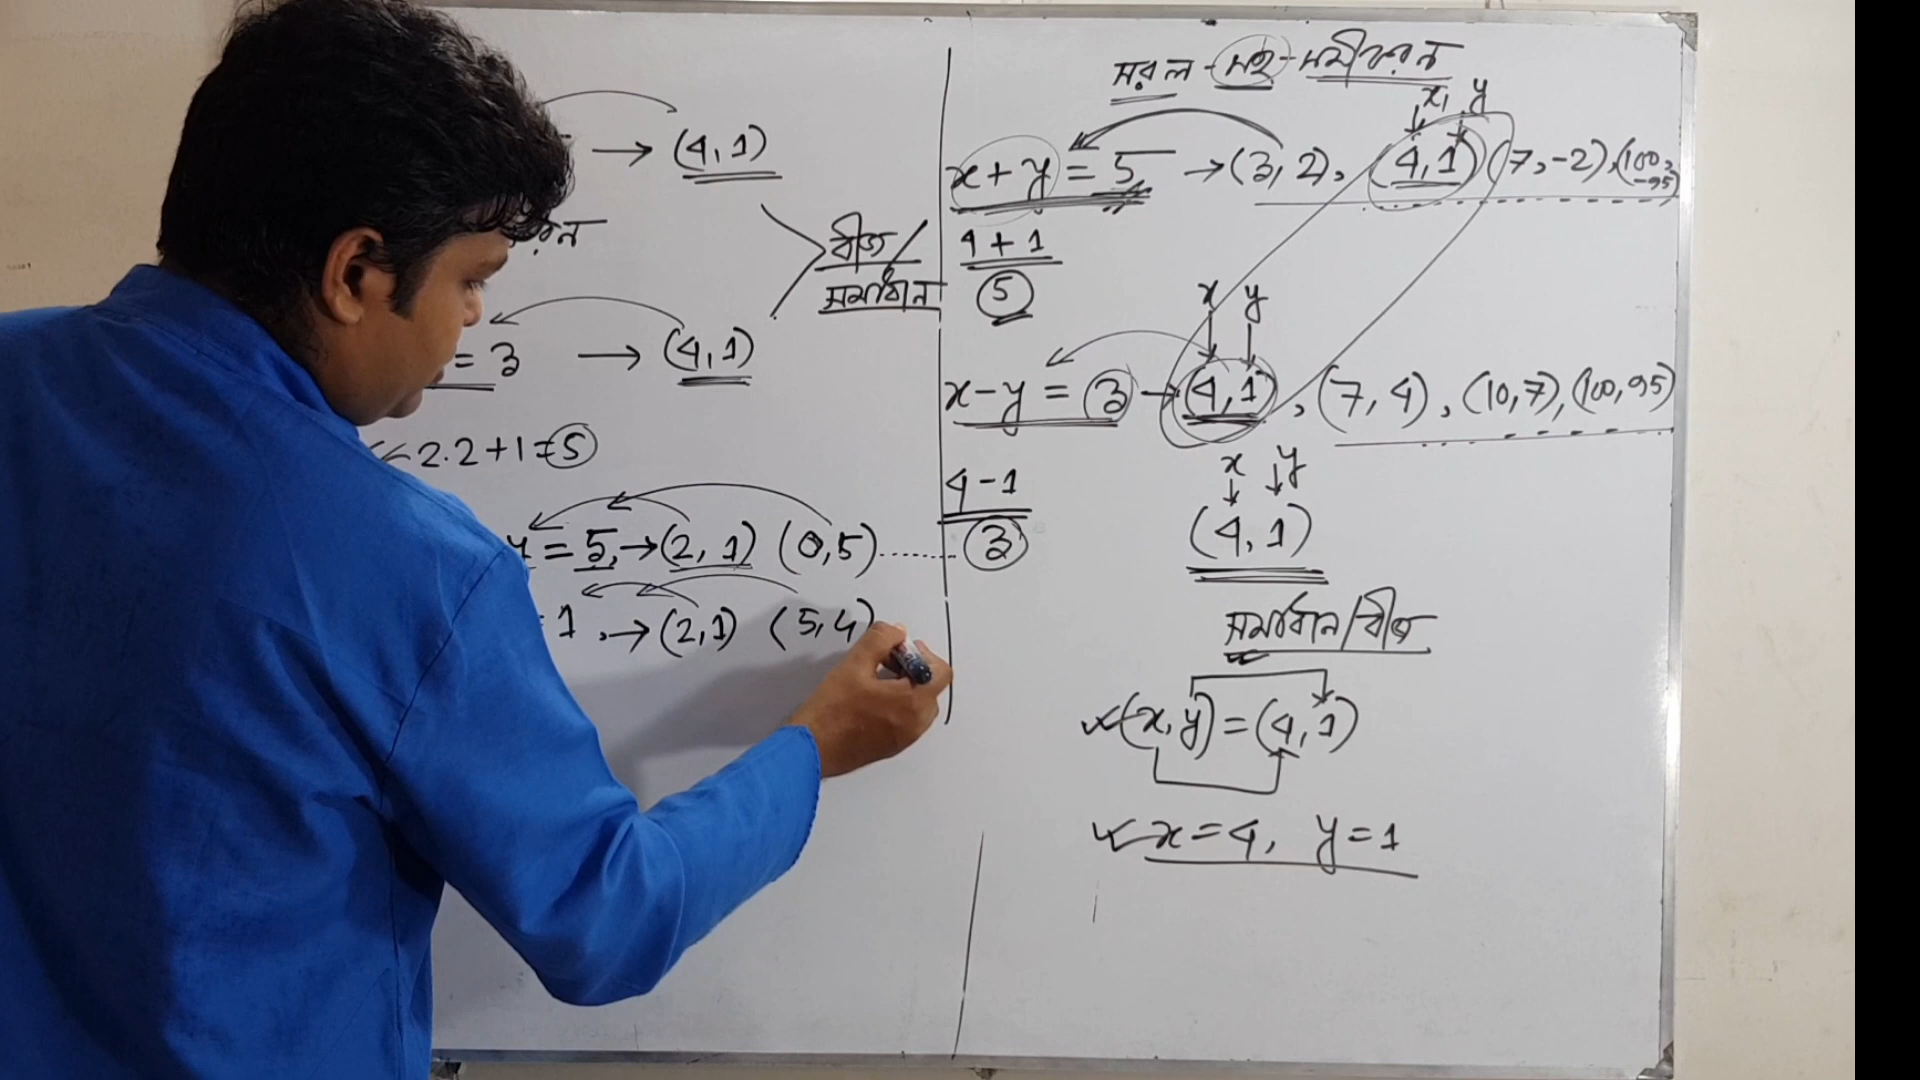 → (4,1)
বীজ/
সমাধান
= 3 → (4,1)
2.2+1=5
y = 5, → (2,1) (0,5) ........
= 1, → (2,1) (5,4)
সরল-সহ-সমীকরন
x, y
x+y = 5 → (3,2), (4,1) (7,-2), (100, -95)
4+1
5
x y
x-y = 3 → (4,1), (7,4), (10,7), (100,95)
4-1
3
x y
(4,1)
সমাধান/বীজ
(x,y) = (4,1)
x=4, y=1